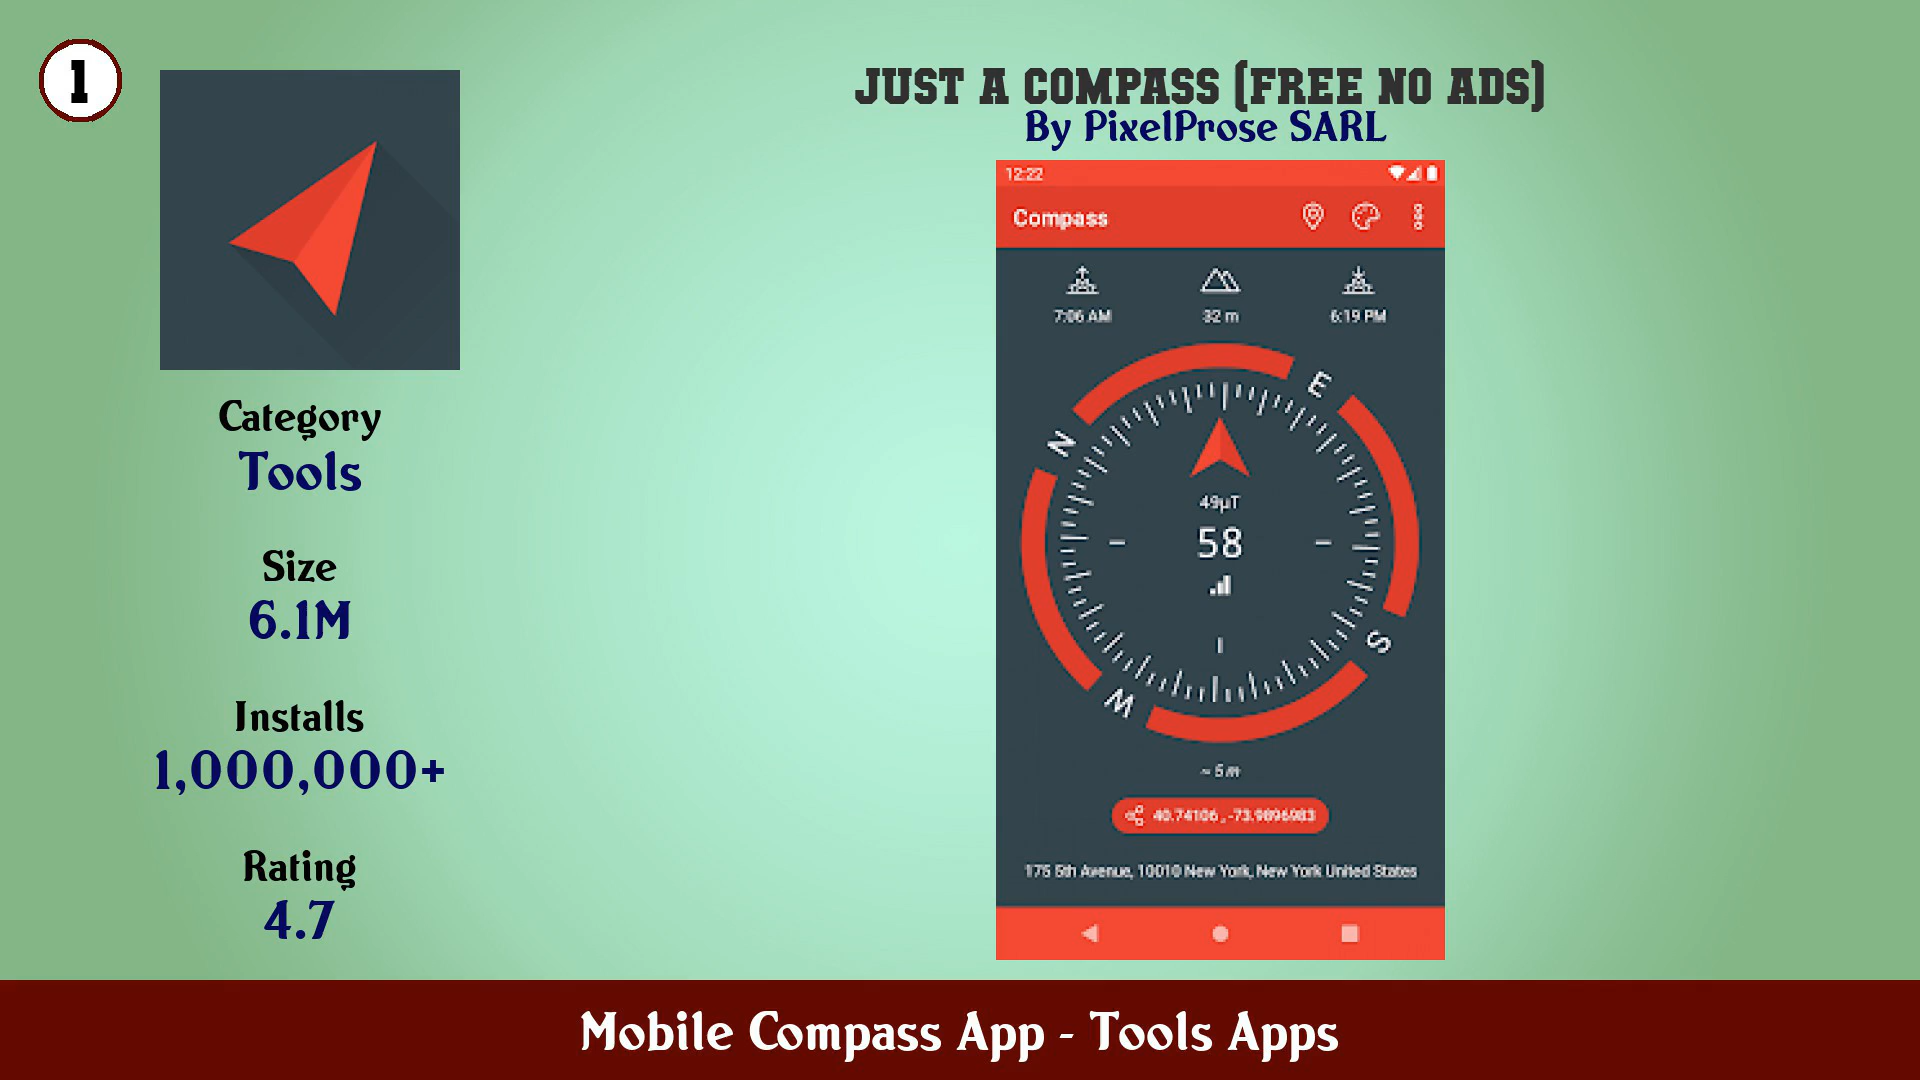 1
JUST A COMPASS (FREE NO ADS)
By PixelProse SARL
Category
Tools
Size
6.1M
Installs
1,000,000+
Rating
4.7
12:22
Compass
7:06 AM
32 m
6:19 PM
N
E
S
W
49µT
58
~ 5 m
40.74106 , -73.9896983
175 5th Avenue, 10010 New York, New York United States
Mobile Compass App - Tools Apps